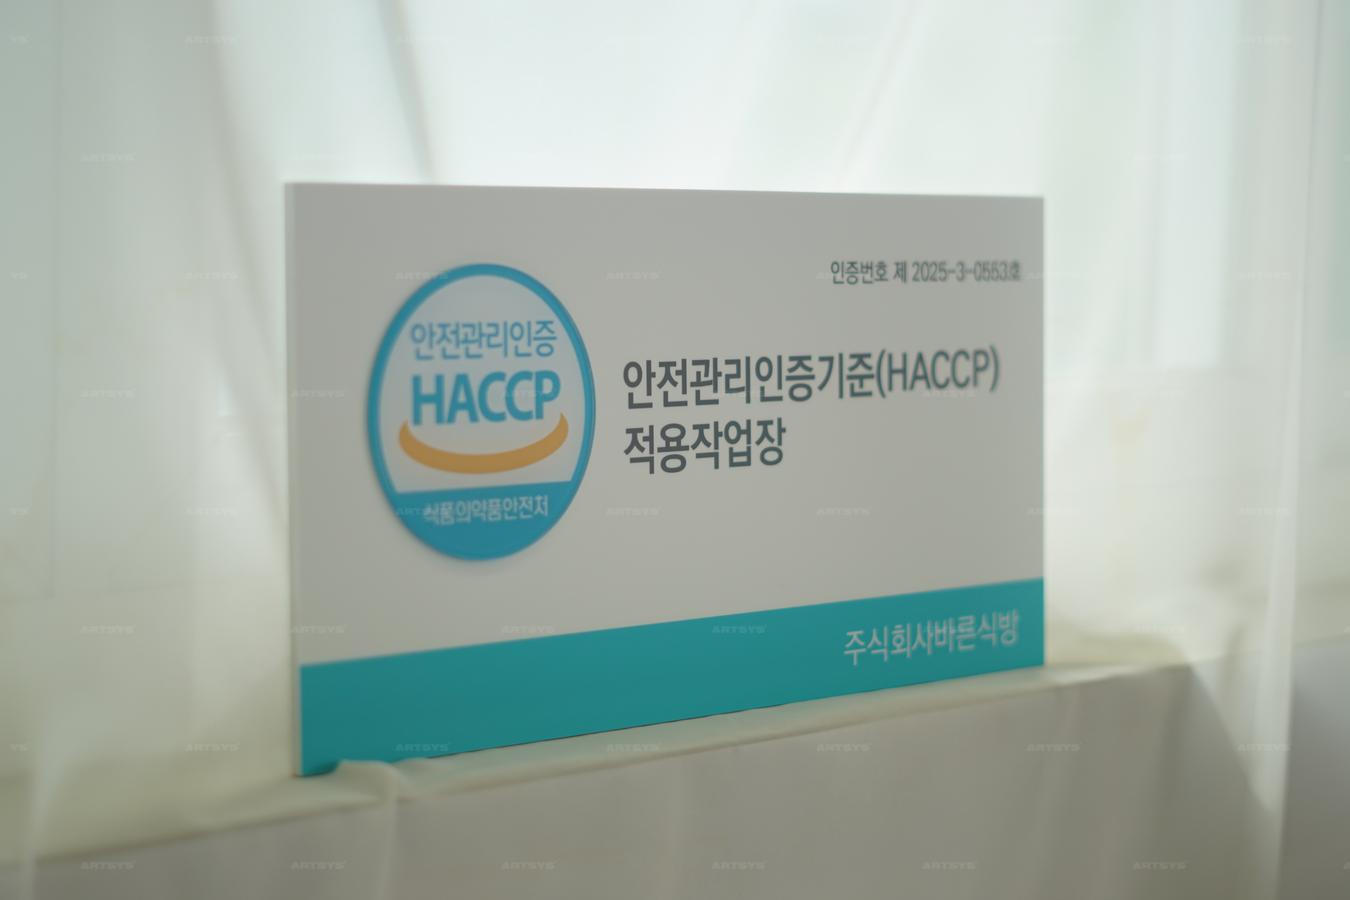 인증번호 제 2025-3-0553호
안전관리인증
HACCP
식품의약품안전처
안전관리인증기준(HACCP)
적용작업장
주식회사바른식방
ARTSYS